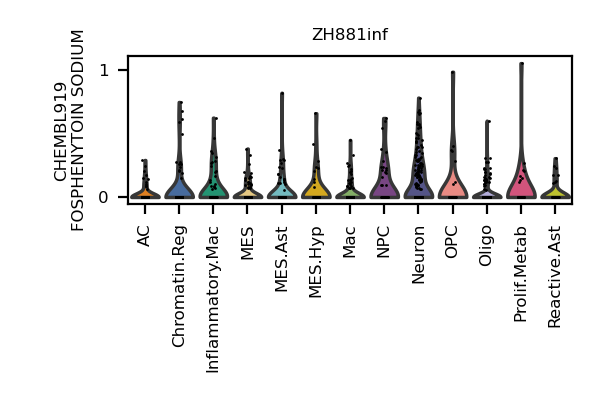 ZH881inf
CHEMBL919
FOSPHENYTOIN SODIUM
1
0
AC
Chromatin.Reg
Inflammatory.Mac
MES
MES.Ast
MES.Hyp
Mac
NPC
Neuron
OPC
Oligo
Prolif.Metab
Reactive.Ast